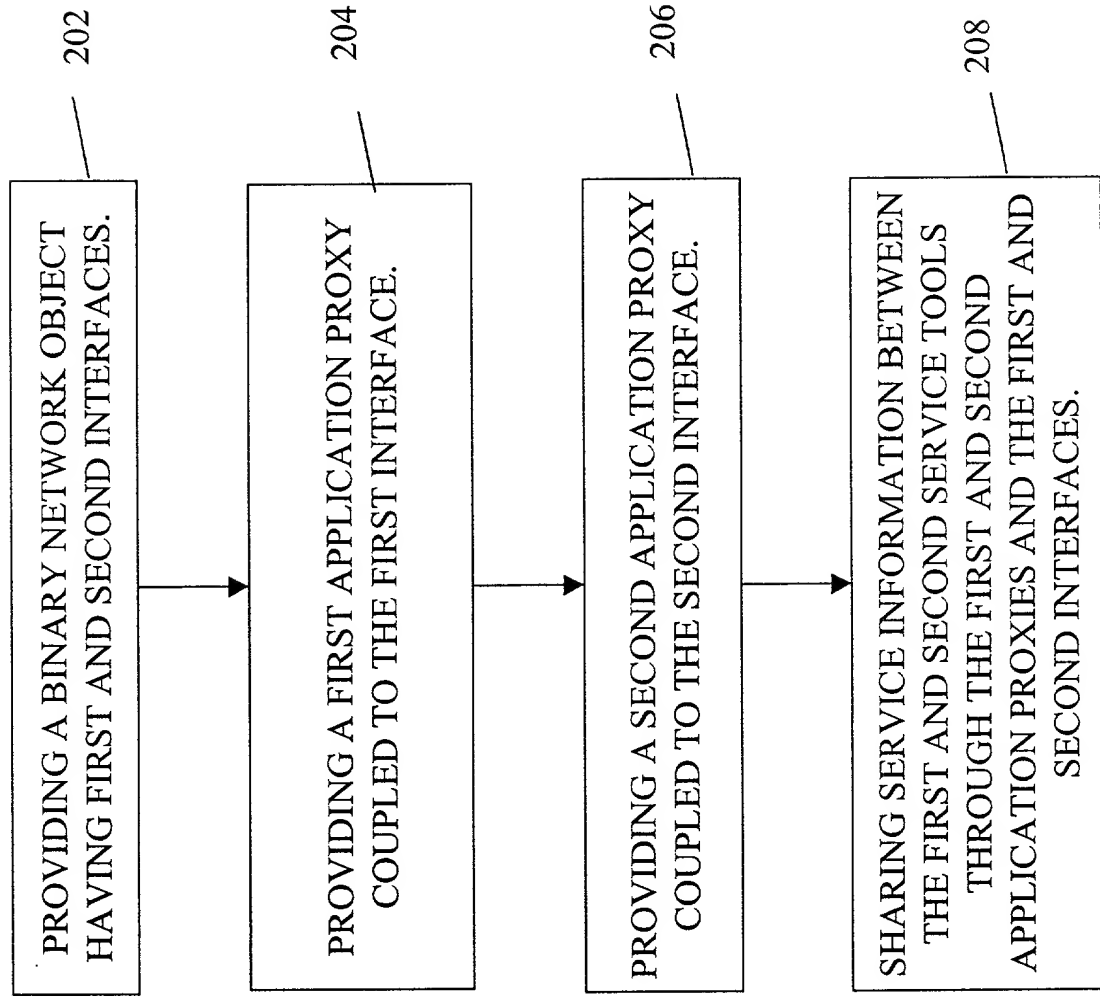 202
PROVIDING A BINARY NETWORK OBJECT
HAVING FIRST AND SECOND INTERFACES.
204
PROVIDING A FIRST APPLICATION PROXY
COUPLED TO THE FIRST INTERFACE.
206
PROVIDING A SECOND APPLICATION PROXY
COUPLED TO THE SECOND INTERFACE.
208
SHARING SERVICE INFORMATION BETWEEN
THE FIRST AND SECOND SERVICE TOOLS
THROUGH THE FIRST AND SECOND
APPLICATION PROXIES AND THE FIRST AND
SECOND INTERFACES.